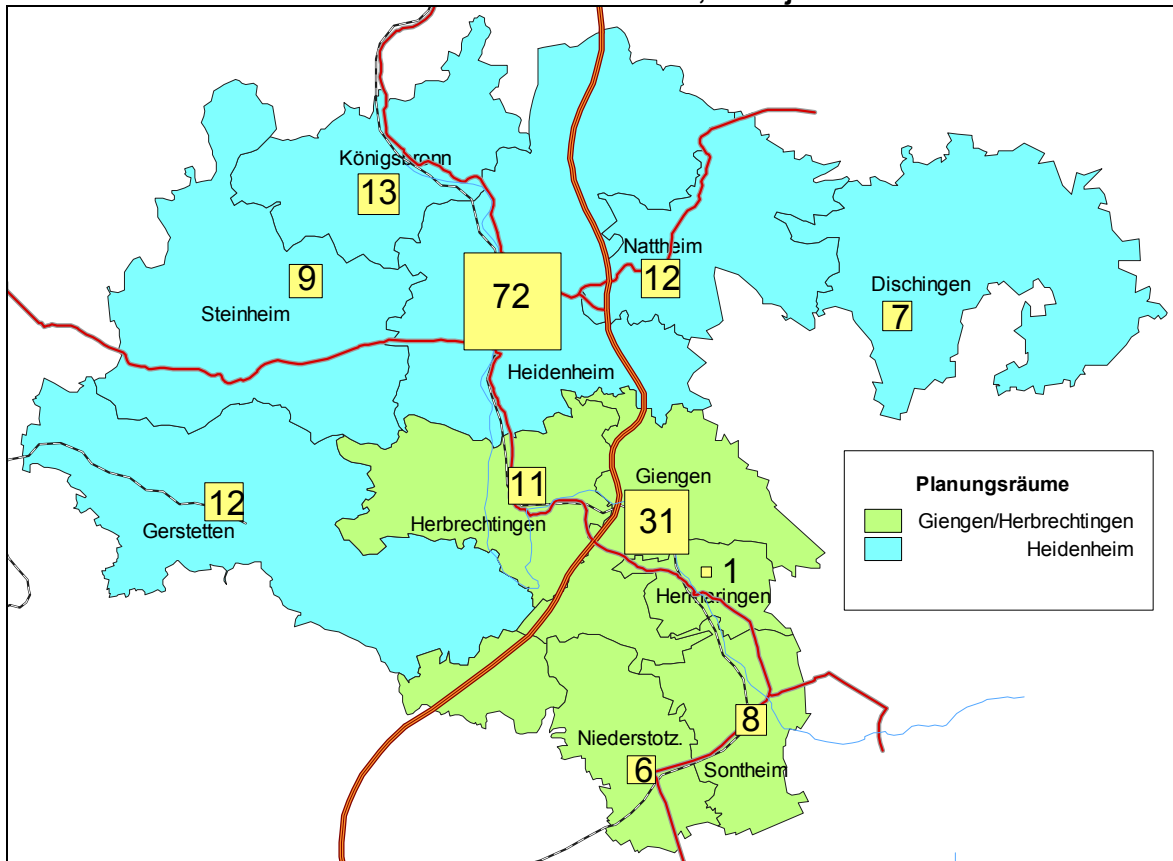 Königsbronn
13
Nattheim
12
9
72
Dischingen
7
Steinheim
Heidenheim
11
Giengen
Planungsräume
12
31
Giengen/Herbrechtingen
Herbrechtingen
Gerstetten
Heidenheim
1
Hermaringen
8
Niederstotz.
6
Sontheim